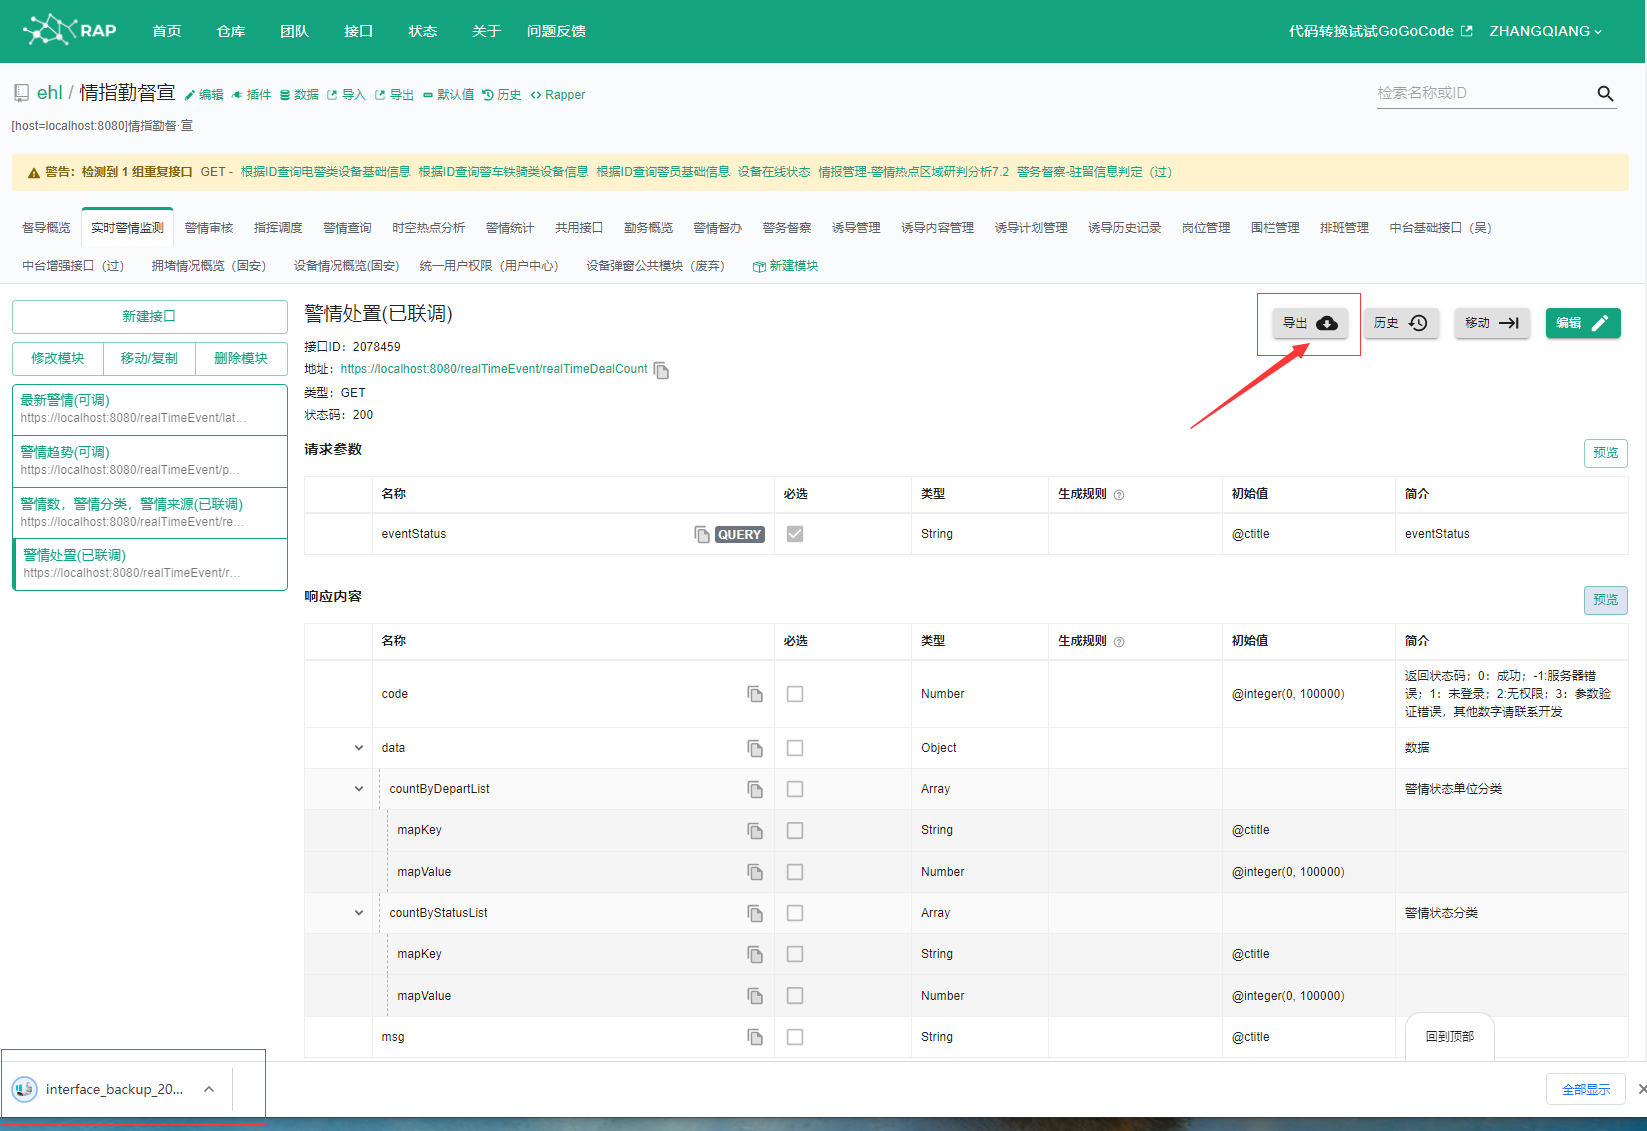 RAP 首页 仓库 团队 接口 状态 关于 问题反馈 代码转换试试GoGoCode ZHANGQIANG
ehl / 情指勤督宣 编辑 插件 数据 导入 导出 默认值 历史 Rapper 检索名称或ID
[host=localhost:8080]情指勤督·宣
警告：检测到 1 组重复接口 GET - 根据ID查询电警类设备基础信息 根据ID查询警车铁骑类设备信息 根据ID查询警员基础信息 设备在线状态 情报管理-警情热点区域研判分析7.2 警务督察-驻留信息判定（过）
督导概览 实时警情监测 警情审核 指挥调度 警情查询 时空热点分析 警情统计 共用接口 勤务概览 警情督办 警务督察 诱导管理 诱导内容管理 诱导计划管理 诱导历史记录 岗位管理 围栏管理 排班管理 中台基础接口（吴）
中台增强接口（过） 拥堵情况概览（固安） 设备情况概览(固安) 统一用户权限（用户中心） 设备弹窗公共模块（废弃） 新建模块
新建接口
修改模块 移动/复制 删除模块
最新警情(可调)
https://localhost:8080/realTimeEvent/lat...
警情趋势(可调)
https://localhost:8080/realTimeEvent/p...
警情数，警情分类，警情来源(已联调)
https://localhost:8080/realTimeEvent/re...
警情处置(已联调)
https://localhost:8080/realTimeEvent/r...
警情处置(已联调)
导出 历史 移动 编辑
接口ID：2078459
地址：https://localhost:8080/realTimeEvent/realTimeDealCount
类型：GET
状态码：200
请求参数 预览
名称 必选 类型 生成规则 初始值 简介
eventStatus QUERY String @ctitle eventStatus
响应内容 预览
名称 必选 类型 生成规则 初始值 简介
code Number @integer(0, 100000) 返回状态码；0：成功；-1:服务器错
误；1：未登录；2:无权限；3：参数验
证错误，其他数字请联系开发
data Object 数据
countByDepartList Array 警情状态单位分类
mapKey String @ctitle
mapValue Number @integer(0, 100000)
countByStatusList Array 警情状态分类
mapKey String @ctitle
mapValue Number @integer(0, 100000)
msg String @ctitle
回到顶部
interface_backup_20... 全部显示